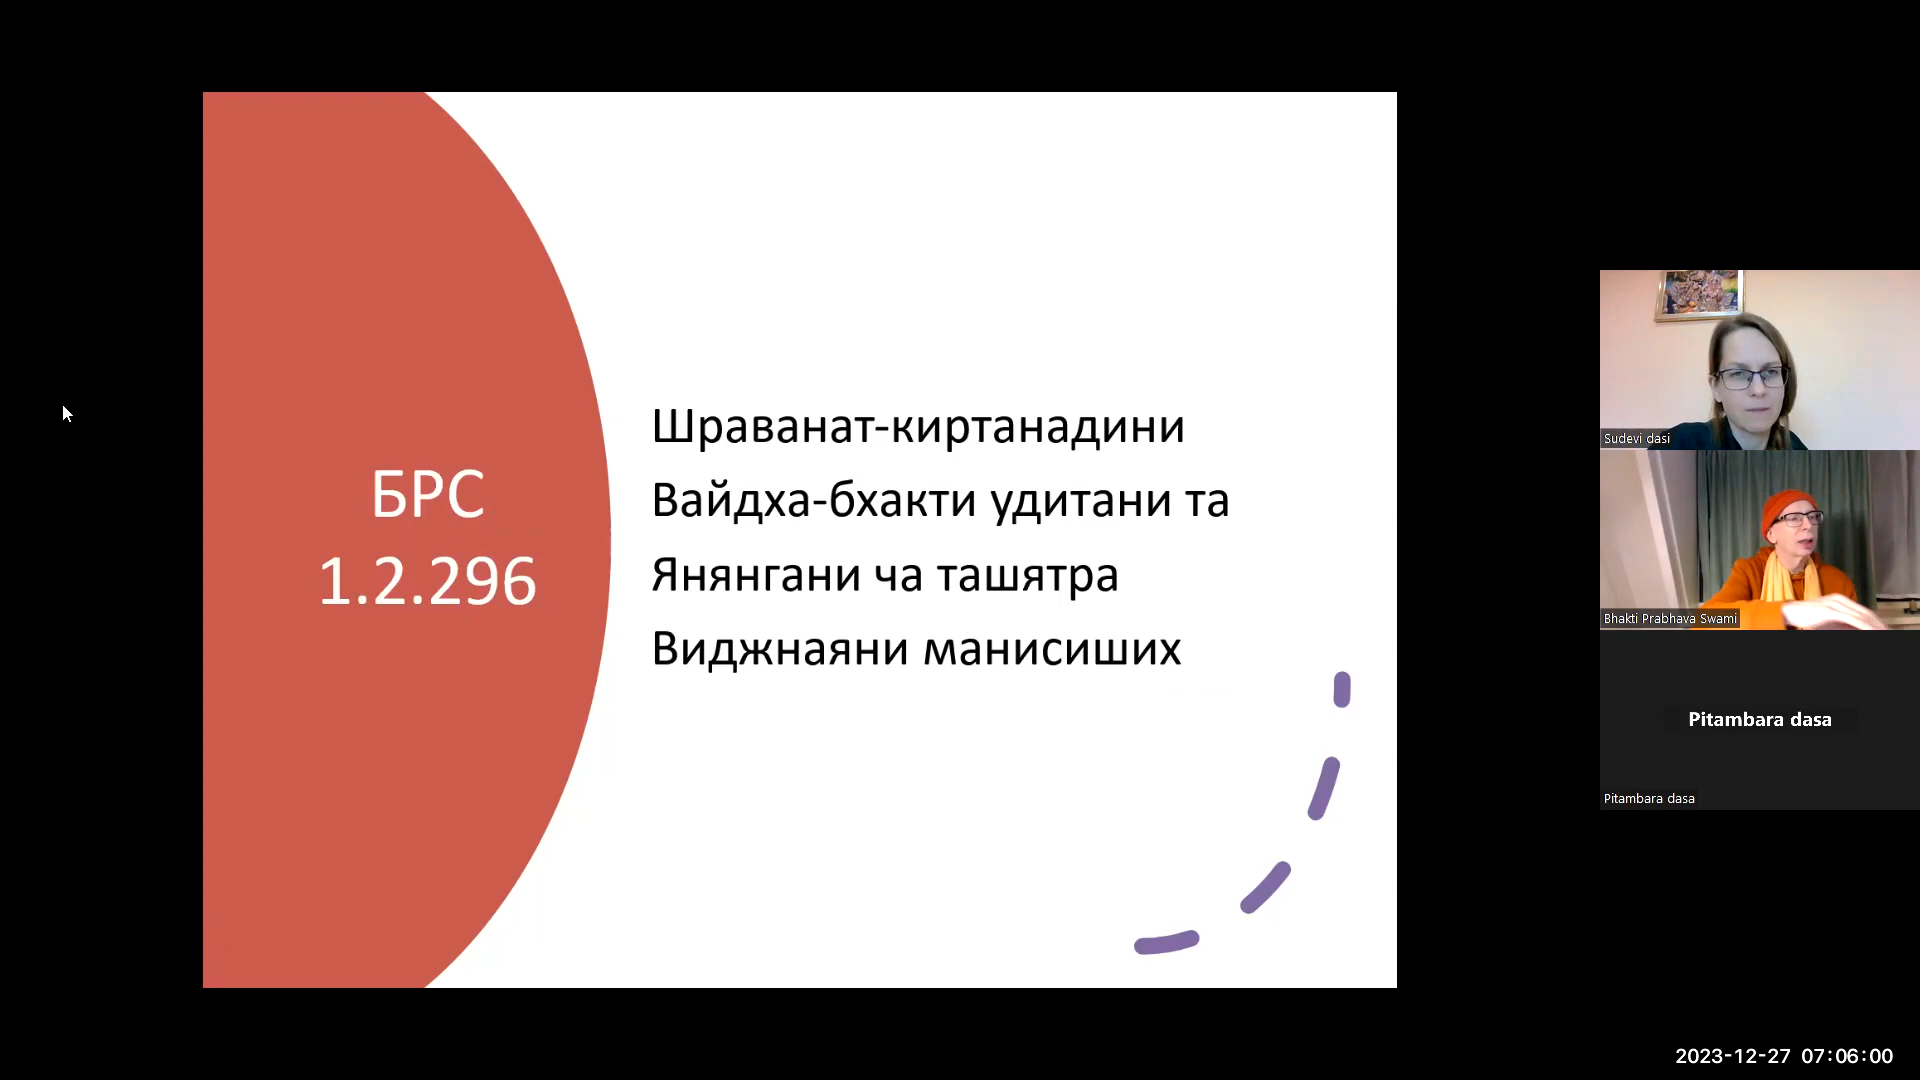 БРС
1.2.296
Шраванат-киртанадини
Вайдха-бхакти удитани та
Янянгани ча ташятра
Виджнаяни манисиших
Sudevi dasi
Bhakti Prabhava Swami
Pitambara dasa
Pitambara dasa
2023-12-27 07:06:00